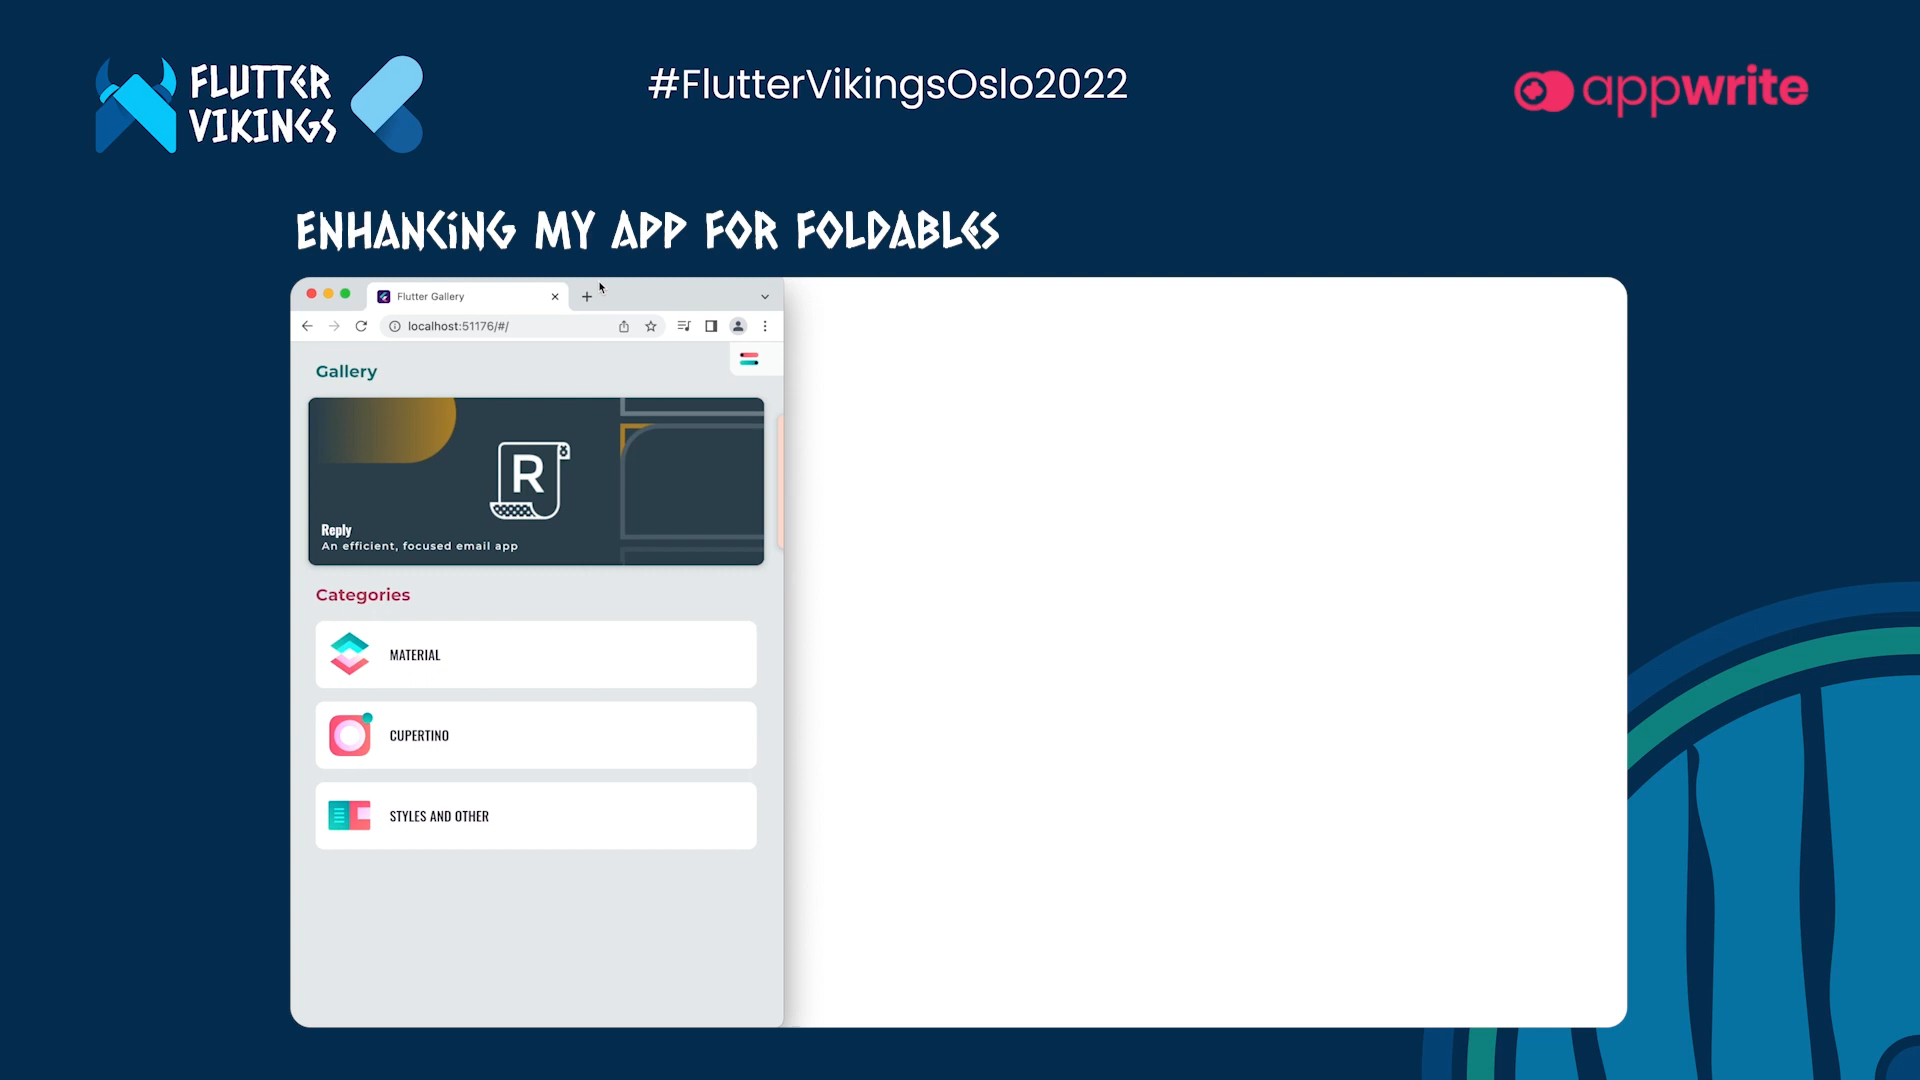 FLUTTER
VIKINGS
#FlutterVikingsOslo2022
appwrite
ENHANCING MY APP FOR FOLDABLES
Flutter Gallery
localhost:51176/#/
Gallery
R
Reply
An efficient, focused email app
Categories
MATERIAL
CUPERTINO
STYLES AND OTHER